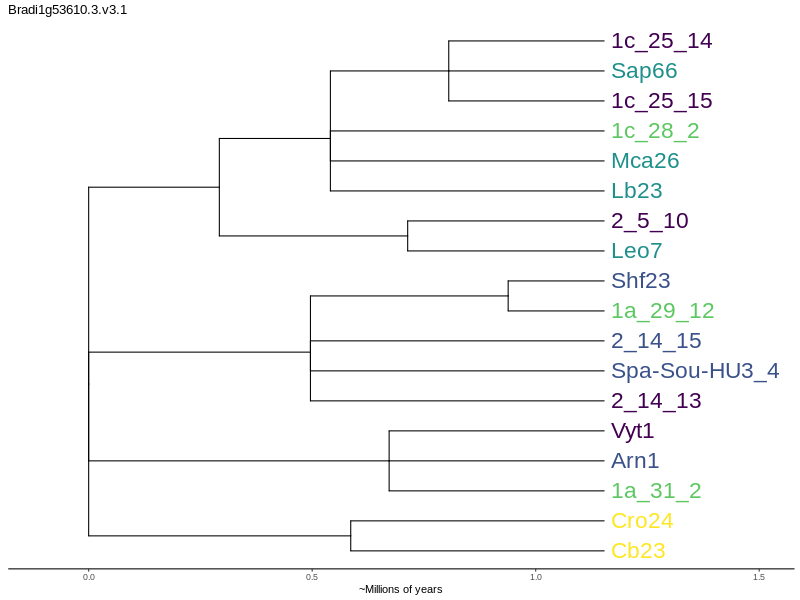 Bradi1g53610.3.v3.1
1c_25_14
Sap66
1c_25_15
1c_28_2
Mca26
Lb23
2_5_10
Leo7
Shf23
1a_29_12
2_14_15
Spa-Sou-HU3_4
2_14_13
Vyt1
Arn1
1a_31_2
Cro24
Cb23
0.0 0.5 1.0 1.5
~Millions of years